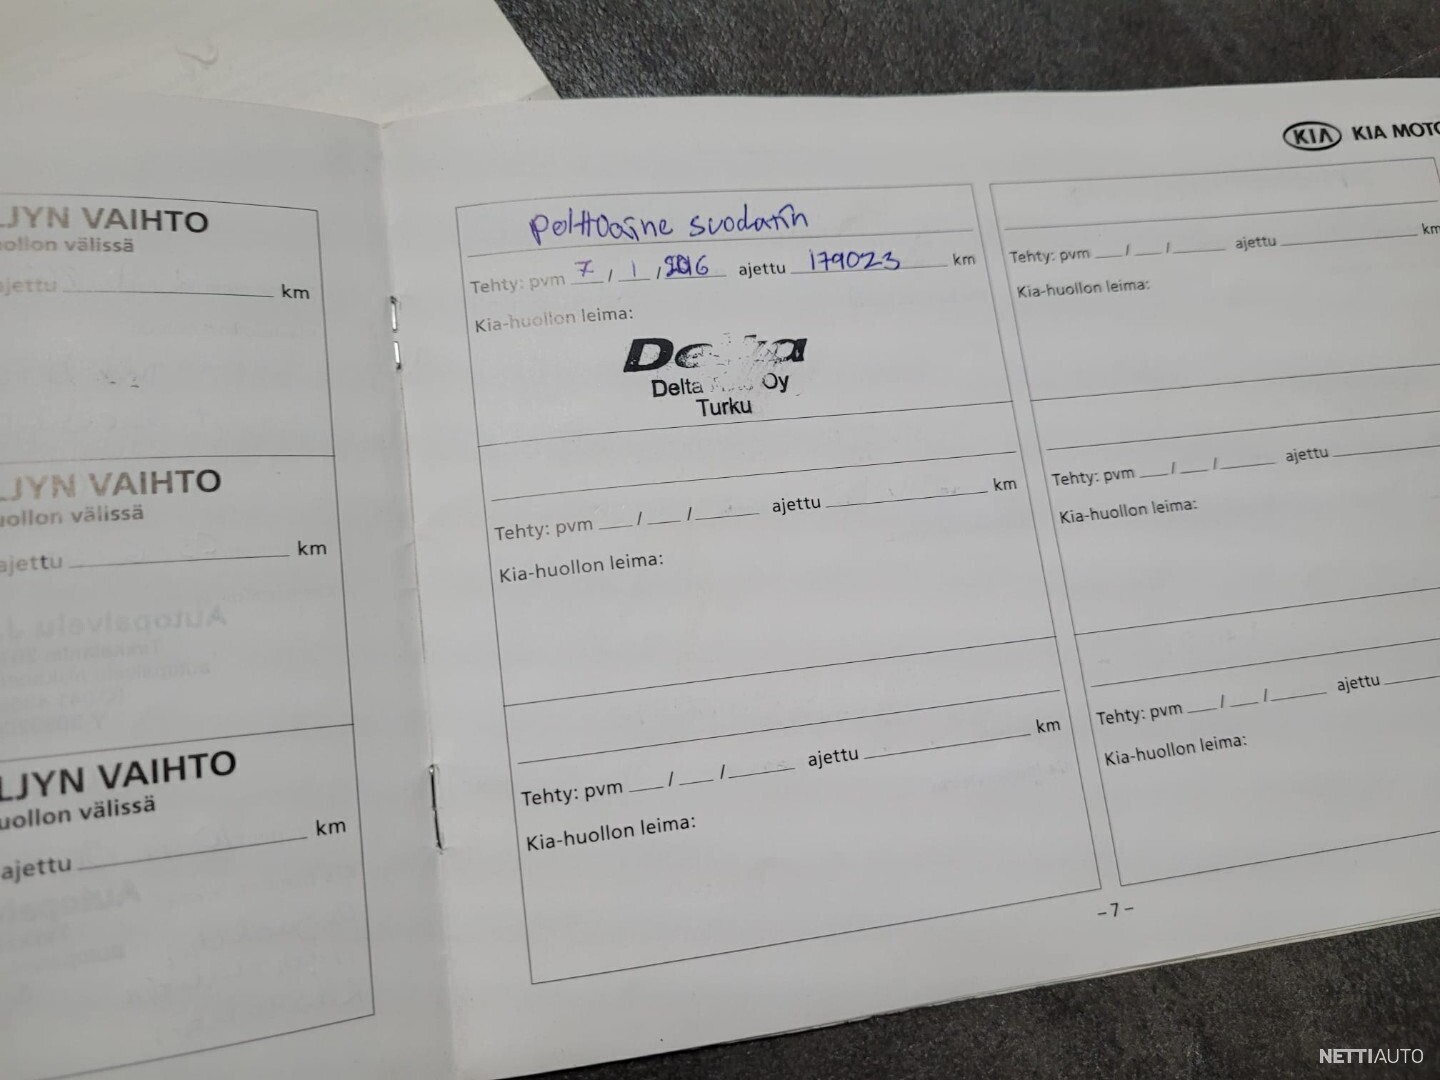 LJYN VAIHTO
uollon välissä
ajettu km
LJYN VAIHTO
uollon välissä
ajettu km
LJYN VAIHTO
uollon välissä
ajettu km
KIA KIA MOTO
polttoaine suodatin
Tehty: pvm 7 / 1 / 2016 ajettu 179023 km
Kia-huollon leima:
Delta
Delta Oy
Turku
Tehty: pvm / / ajettu km
Kia-huollon leima:
Tehty: pvm / / ajettu km
Kia-huollon leima:
Tehty: pvm / / ajettu km
Kia-huollon leima:
Tehty: pvm / / ajettu
Kia-huollon leima:
Tehty: pvm / / ajettu
Kia-huollon leima:
– 7 –
NETTIAUTO